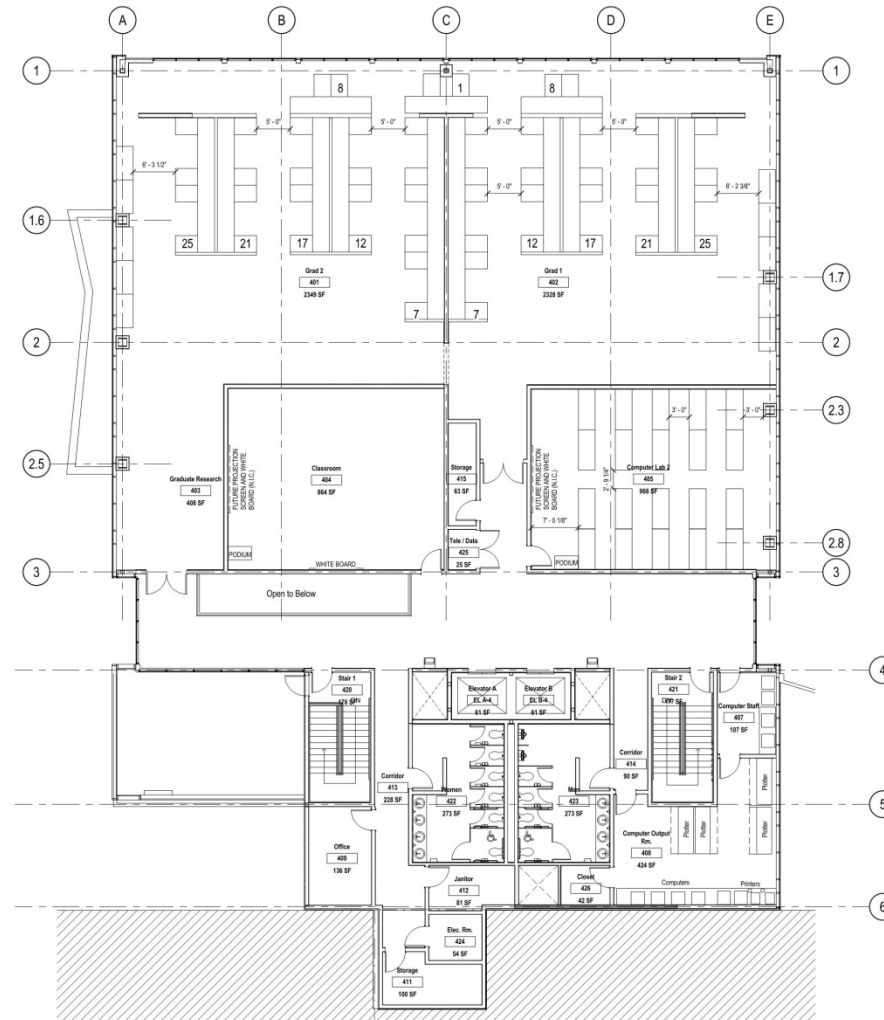 A
B
C
D
E
1
1
8
1
8
5' - 0"
5' - 0"
5' - 0"
5' - 0"
6' - 3 1/2"
5' - 0"
6' - 2 3/8"
1.6
25
21
17
12
12
17
21
25
Grad 2
401
2349 SF
Grad 1
402
2328 SF
1.7
7
7
2
2
2.3
3' - 0"
3' - 0"
FUTURE PROJECTION
SCREEN AND WHITE
BOARD (N.I.C.)
FUTURE PROJECTION
SCREEN AND WHITE
BOARD (N.I.C.)
2.5
Graduate Research
403
408 SF
Classroom
404
864 SF
Storage
415
63 SF
Computer Lab 2
405
968 SF
2' - 9 1/4"
7' - 0 1/8"
Tele / Data
425
25 SF
2.8
PODIUM
WHITE BOARD
PODIUM
3
3
Open to Below
4
Stair 1
420
178 SF
DN
Elevator A
EL A-4
61 SF
Elevator B
EL B-4
61 SF
Stair 2
421
DN
Computer Staff
407
107 SF
Corridor
413
228 SF
Women
422
273 SF
Men
423
273 SF
Corridor
414
90 SF
Plotter
Plotter
Plotter
Plotter
5
Office
409
136 SF
Computer Output
Rm.
408
424 SF
Janitor
412
81 SF
Closet
426
42 SF
Computers
Printers
6
Elec. Rm.
424
54 SF
Storage
411
100 SF